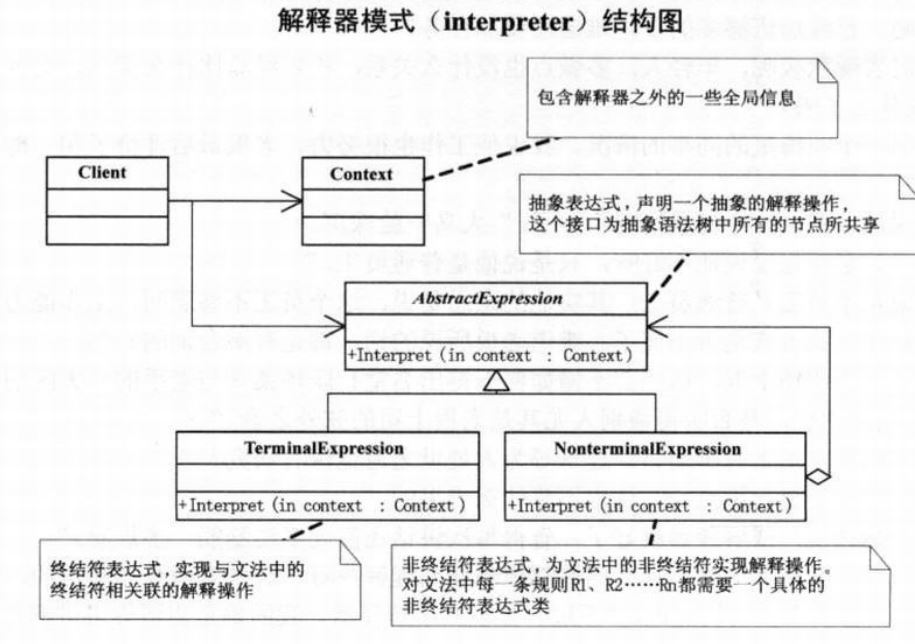 解释器模式（interpreter）结构图
包含解释器之外的一些全局信息
Client
Context
抽象表达式，声明一个抽象的解释操作，
这个接口为抽象语法树中所有的节点所共享
AbstractExpression
+Interpret(in context : Context)
TerminalExpression
NonterminalExpression
+Interpret(in context : Context)
+Interpret(in context : Context)
终结符表达式，实现与文法中的
终结符相关联的解释操作
非终结符表达式，为文法中的非终结符实现解释操作。
对文法中每一条规则R1、R2……Rn都需要一个具体的
非终结符表达式类